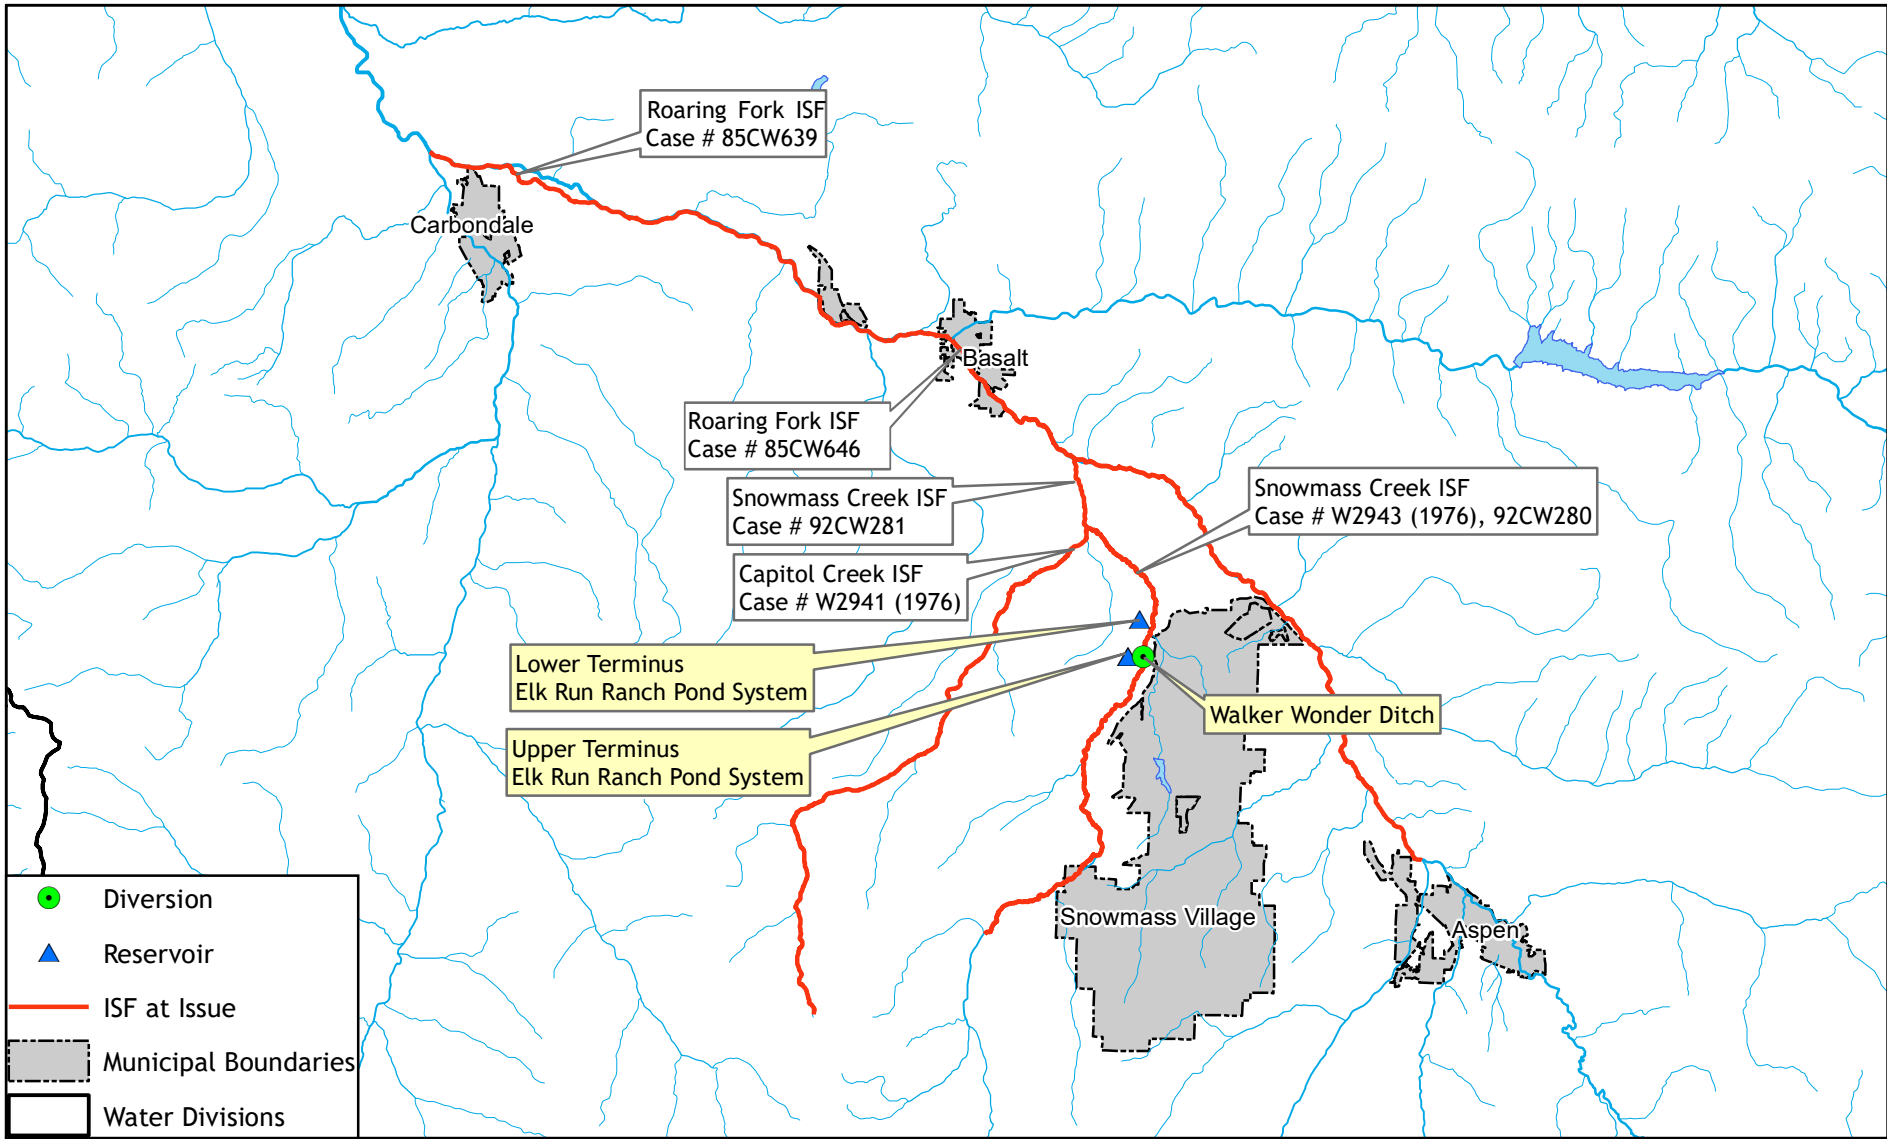 Roaring Fork ISF
Case # 85CW639
Carbondale
Basalt
Roaring Fork ISF
Case # 85CW646
Snowmass Creek ISF
Case # 92CW281
Snowmass Creek ISF
Case # W2943 (1976), 92CW280
Capitol Creek ISF
Case # W2941 (1976)
Lower Terminus
Elk Run Ranch Pond System
Walker Wonder Ditch
Upper Terminus
Elk Run Ranch Pond System
Snowmass Village
Aspen
Diversion
Reservoir
ISF at Issue
Municipal Boundaries
Water Divisions